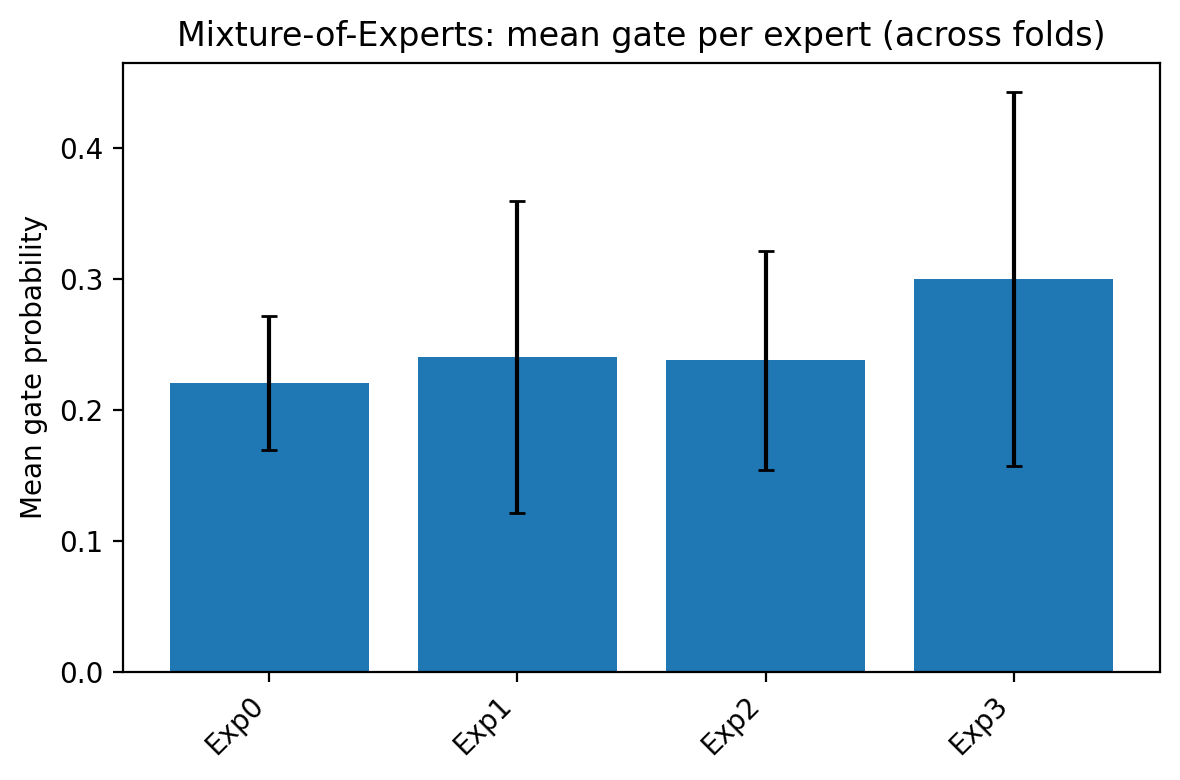 Mixture-of-Experts: mean gate per expert (across folds)
Mean gate probability
0.4
0.3
0.2
0.1
0.0
Exp0
Exp1
Exp2
Exp3